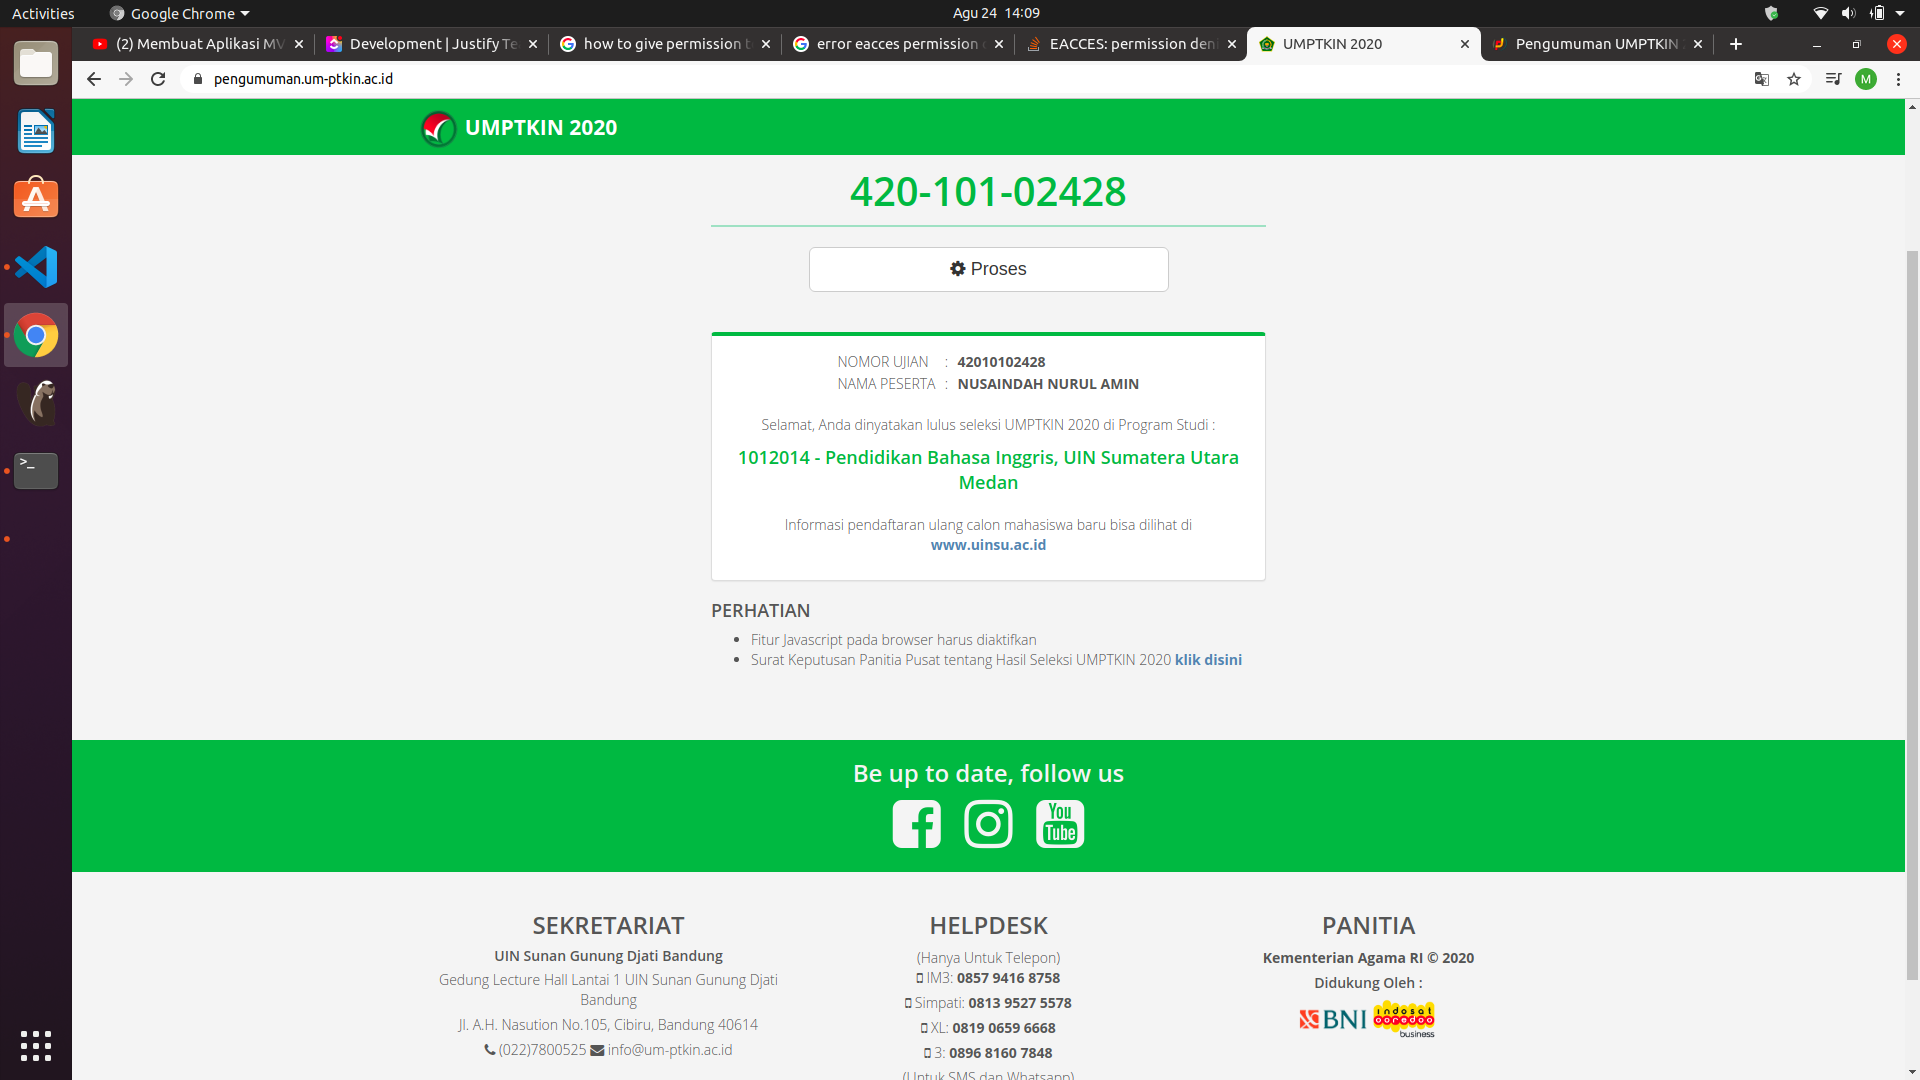 Activities
Google Chrome
Agu 24 14:09
(2) Membuat Aplikasi MV
Development | Justify Te
how to give permission t
error eacces permission
EACCES: permission den
UMPTKIN 2020
Pengumuman UMPTKIN
pengumuman.um-ptkin.ac.id
M
UMPTKIN 2020
420-101-02428
Proses
NOMOR UJIAN : 42010102428
NAMA PESERTA : NUSAINDAH NURUL AMIN
Selamat, Anda dinyatakan lulus seleksi UMPTKIN 2020 di Program Studi :
1012014 - Pendidikan Bahasa Inggris, UIN Sumatera Utara
Medan
Informasi pendaftaran ulang calon mahasiswa baru bisa dilihat di
www.uinsu.ac.id
PERHATIAN
Fitur Javascript pada browser harus diaktifkan
Surat Keputusan Panitia Pusat tentang Hasil Seleksi UMPTKIN 2020 klik disini
Be up to date, follow us
You
Tube
SEKRETARIAT
UIN Sunan Gunung Djati Bandung
Gedung Lecture Hall Lantai 1 UIN Sunan Gunung Djati
Bandung
Jl. A.H. Nasution No.105, Cibiru, Bandung 40614
(022)7800525 info@um-ptkin.ac.id
HELPDESK
(Hanya Untuk Telepon)
IM3: 0857 9416 8758
Simpati: 0813 9527 5578
XL: 0819 0659 6668
3: 0896 8160 7848
(Untuk SMS dan Whatsapp)
PANITIA
Kementerian Agama RI © 2020
Didukung Oleh :
BNI
indosat
ooredoo
business